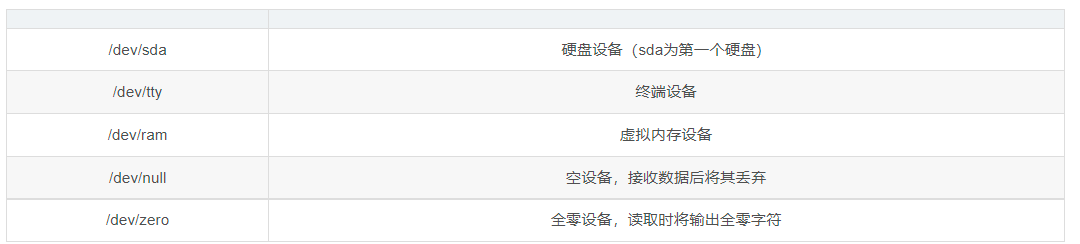 /dev/sda 硬盘设备（sda为第一个硬盘）
/dev/tty 终端设备
/dev/ram 虚拟内存设备
/dev/null 空设备，接收数据后将其丢弃
/dev/zero 全零设备，读取时将输出全零字符